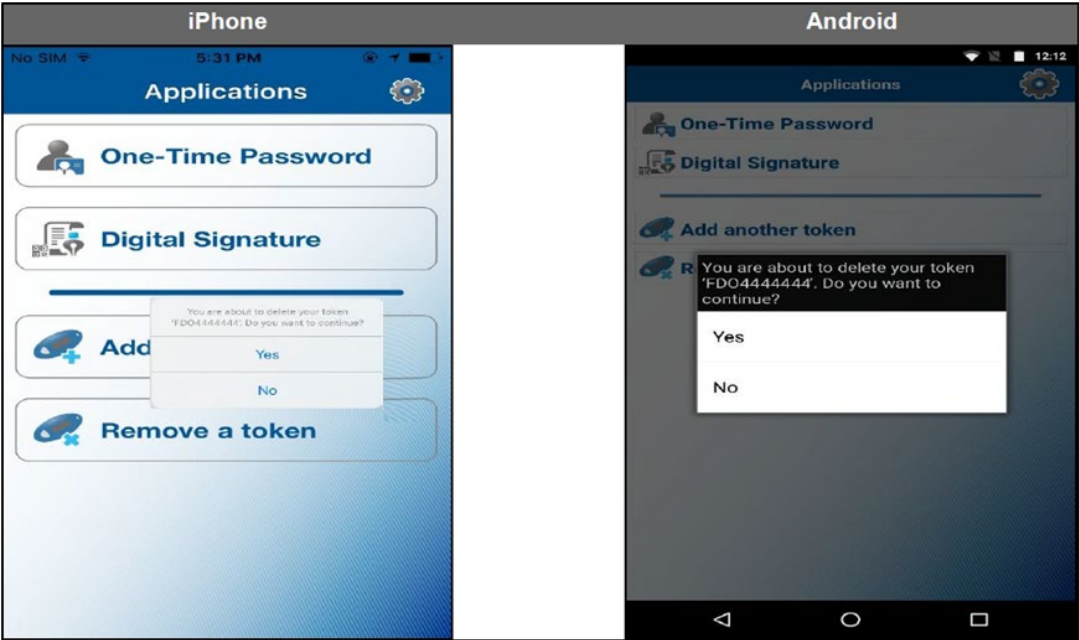 iPhone
Android
No SIM 5:31 PM
Applications
One-Time Password
Digital Signature
You are about to delete your token
'FDO4444444'. Do you want to continue?
Add
Yes
No
Remove a token
12:12
Applications
One-Time Password
Digital Signature
Add another token
R
You are about to delete your token
'FDO4444444'. Do you want to
continue?
Yes
No